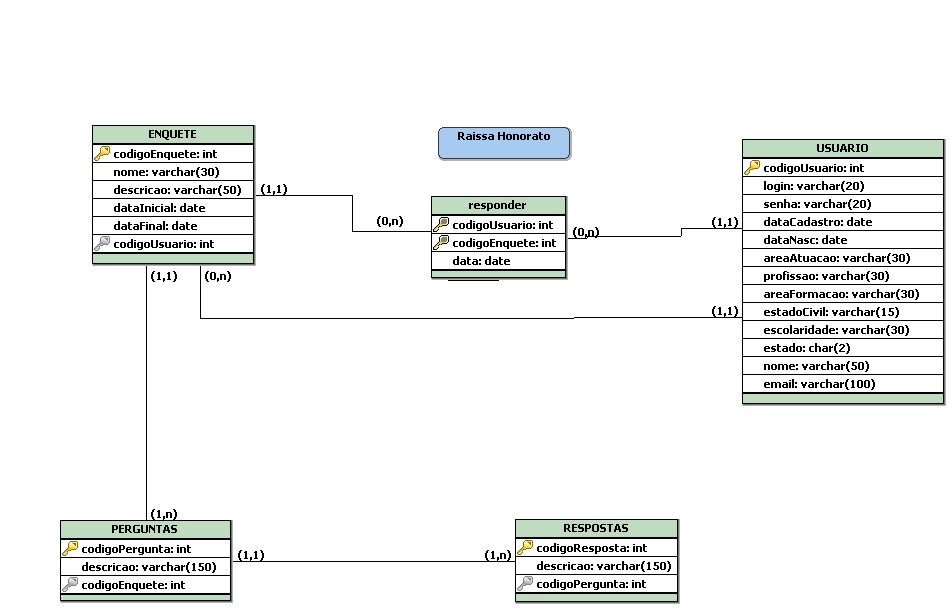 ENQUETE
codigoEnquete: int
nome: varchar(30)
descricao: varchar(50)
dataInicial: date
dataFinal: date
codigoUsuario: int
(1,1)
(0,n)
(1,1)
(0,n)
Raissa Honorato
responder
codigoUsuario: int
codigoEnquete: int
data: date
(0,n)
(1,1)
(1,1)
USUARIO
codigoUsuario: int
login: varchar(20)
senha: varchar(20)
dataCadastro: date
dataNasc: date
areaAtuacao: varchar(30)
profissao: varchar(30)
areaFormacao: varchar(30)
estadoCivil: varchar(15)
escolaridade: varchar(30)
estado: char(2)
nome: varchar(50)
email: varchar(100)
(1,n)
PERGUNTAS
codigoPergunta: int
descricao: varchar(150)
codigoEnquete: int
(1,1)
(1,n)
RESPOSTAS
codigoResposta: int
descricao: varchar(150)
codigoPergunta: int